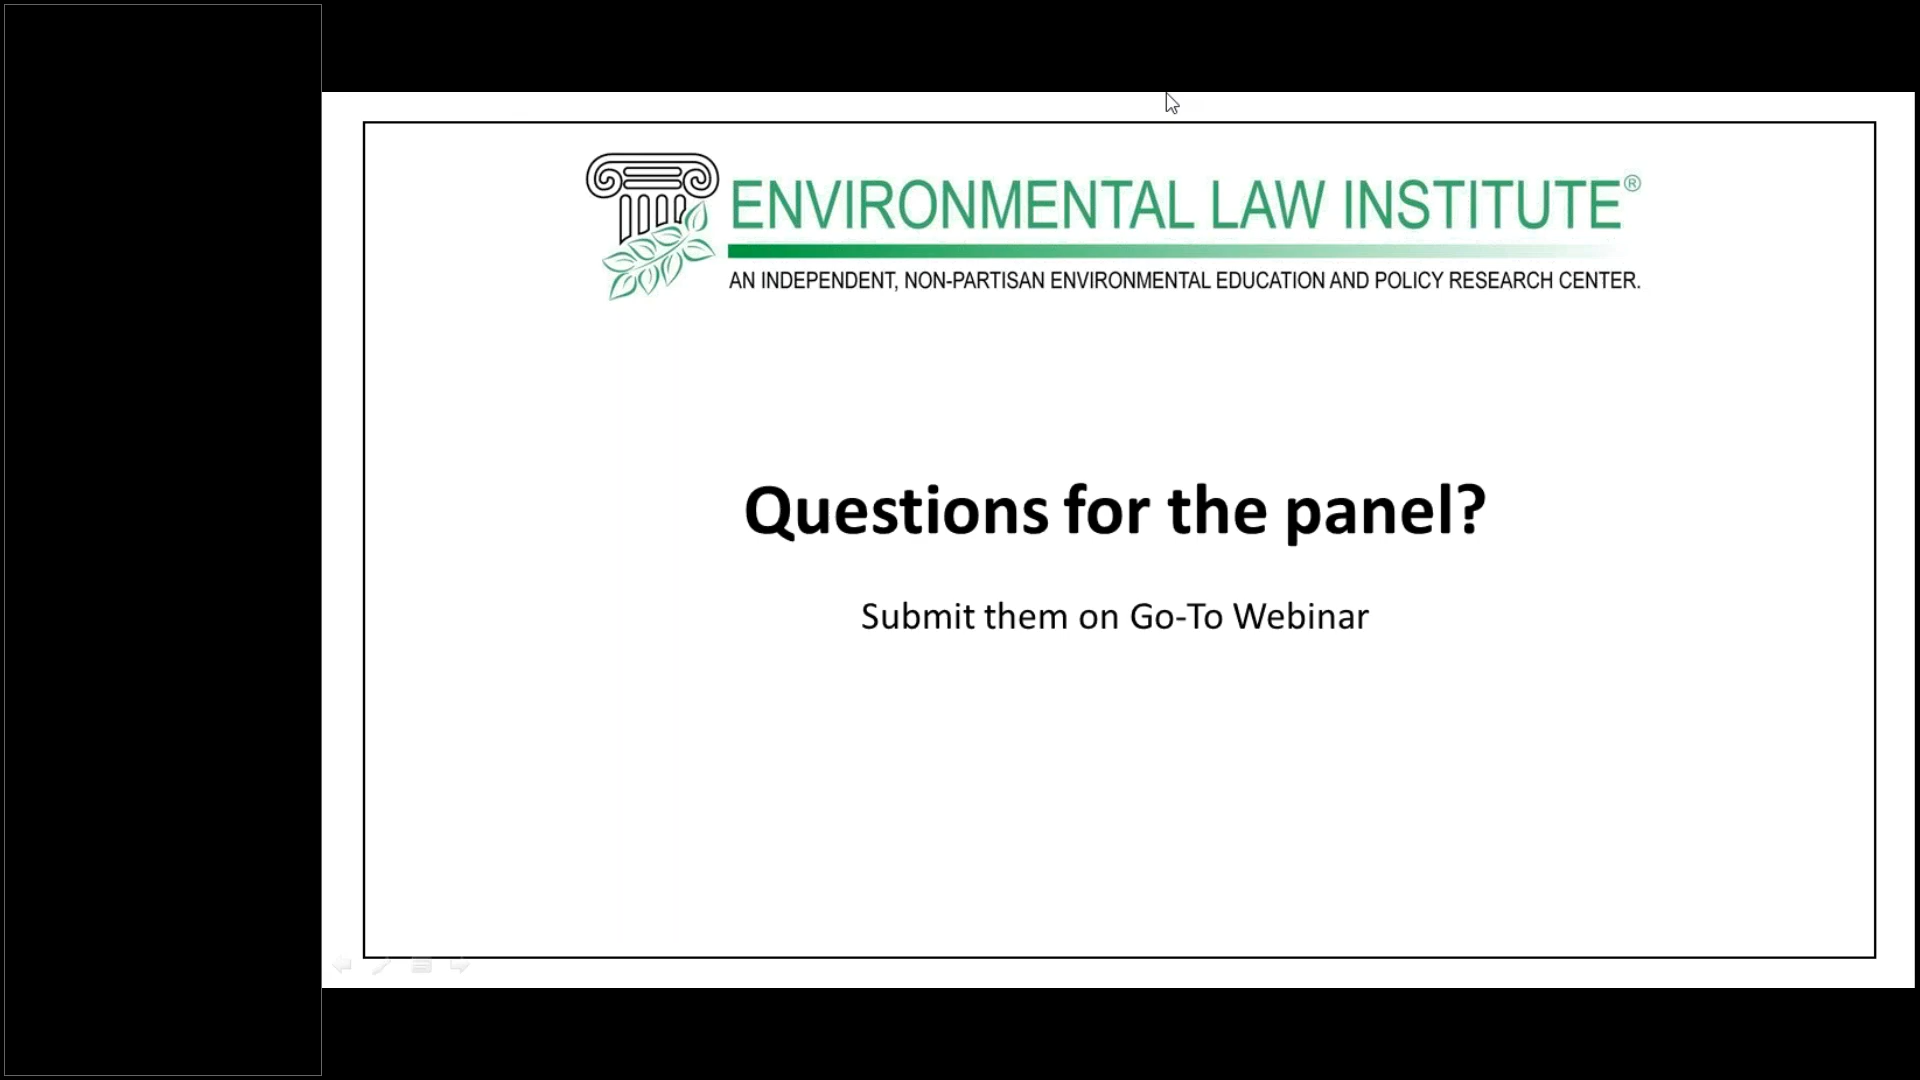 ENVIRONMENTAL LAW INSTITUTE®
AN INDEPENDENT, NON-PARTISAN ENVIRONMENTAL EDUCATION AND POLICY RESEARCH CENTER.
Questions for the panel?
Submit them on Go-To Webinar